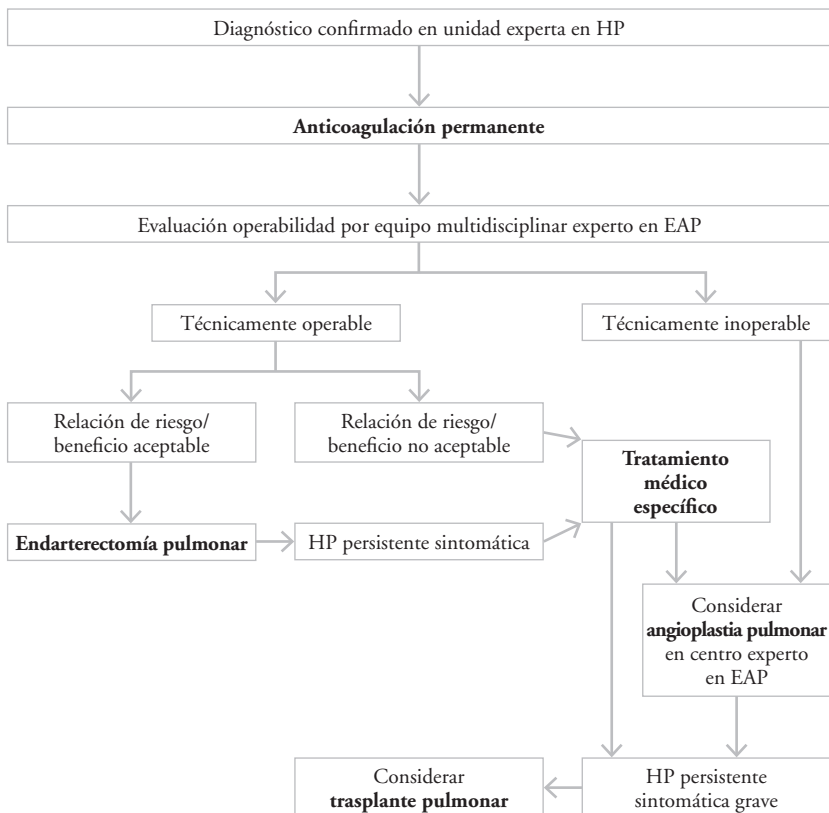 Diagnóstico confirmado en unidad experta en HP
Anticoagulación permanente
Evaluación operabilidad por equipo multidisciplinar experto en EAP
Técnicamente operable
Técnicamente inoperable
Relación de riesgo/
beneficio aceptable
Relación de riesgo/
beneficio no aceptable
Tratamiento
médico
específico
Endarterectomía pulmonar
HP persistente sintomática
Considerar
angioplastia pulmonar
en centro experto
en EAP
Considerar
trasplante pulmonar
HP persistente
sintomática grave